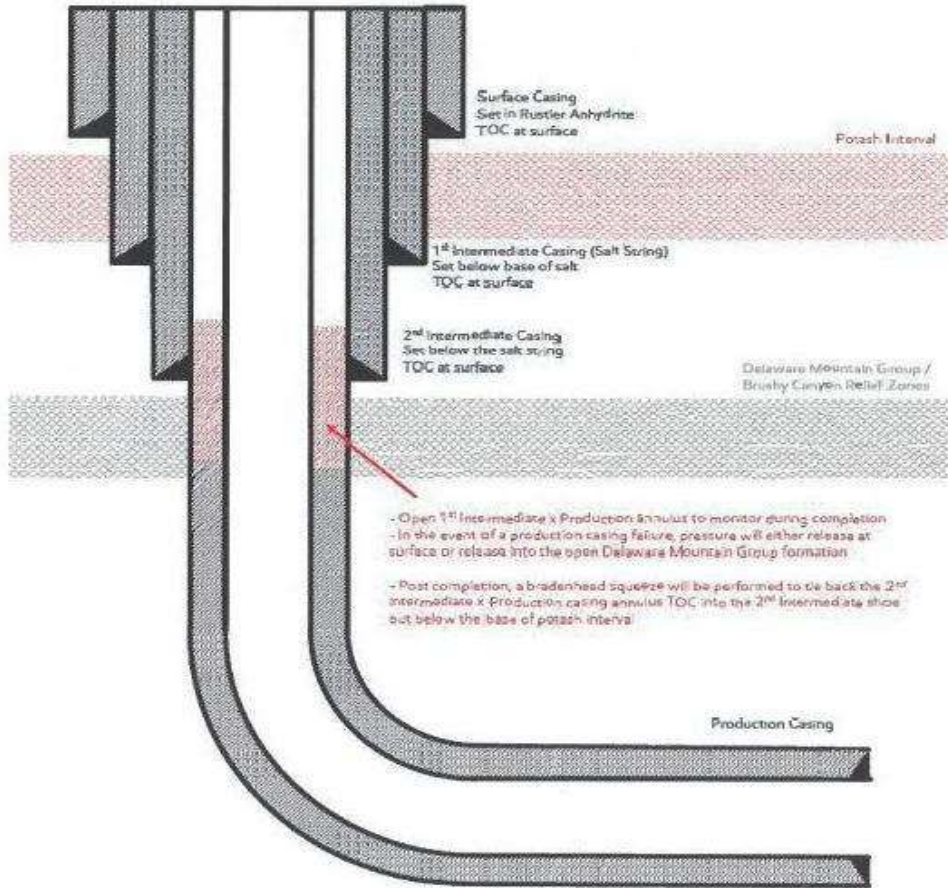 Surface Casing
Set in Rustler Anhydrite
TOC at surface
Potash Interval
1st Intermediate Casing (Salt String)
Set below base of salt
TOC at surface
2nd Intermediate Casing
Set below the salt string
TOC at surface
Delaware Mountain Group /
Brushy Canyon Relief Zones
- Open 1st Intermediate x Production annulus to monitor during completion
- In the event of a production casing failure, pressure will either release at
surface or release into the open Delaware Mountain Group formation
- Post completion, a bradenhead squeeze will be performed to tie back the 2nd
Intermediate x Production casing annulus TOC into the 2nd Intermediate shoe
but below the base of potash interval
Production Casing